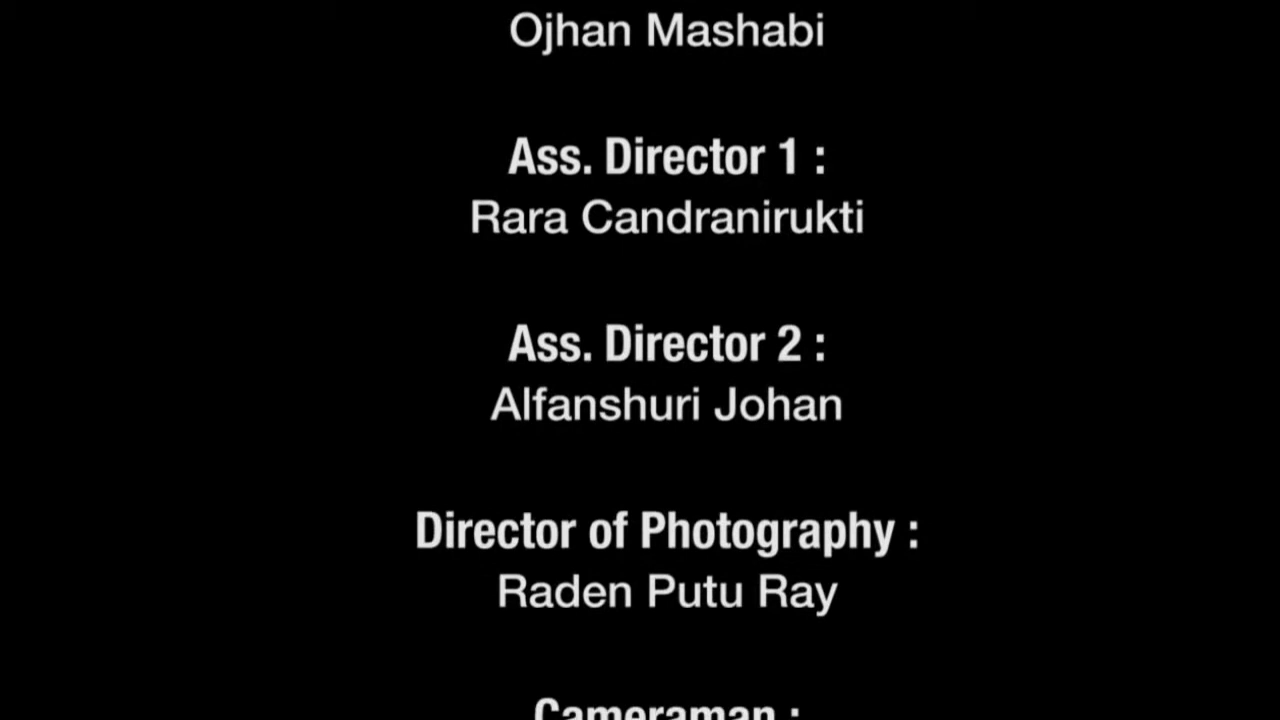 Ojhan Mashabi
Ass. Director 1 :
Rara Candranirukti
Ass. Director 2 :
Alfanshuri Johan
Director of Photography :
Raden Putu Ray
Cameraman :